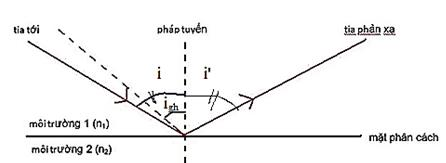 tia tới
pháp tuyến
tia phản xạ
i
i'
igh
môi trường 1 (n₁)
mặt phân cách
môi trường 2 (n₂)